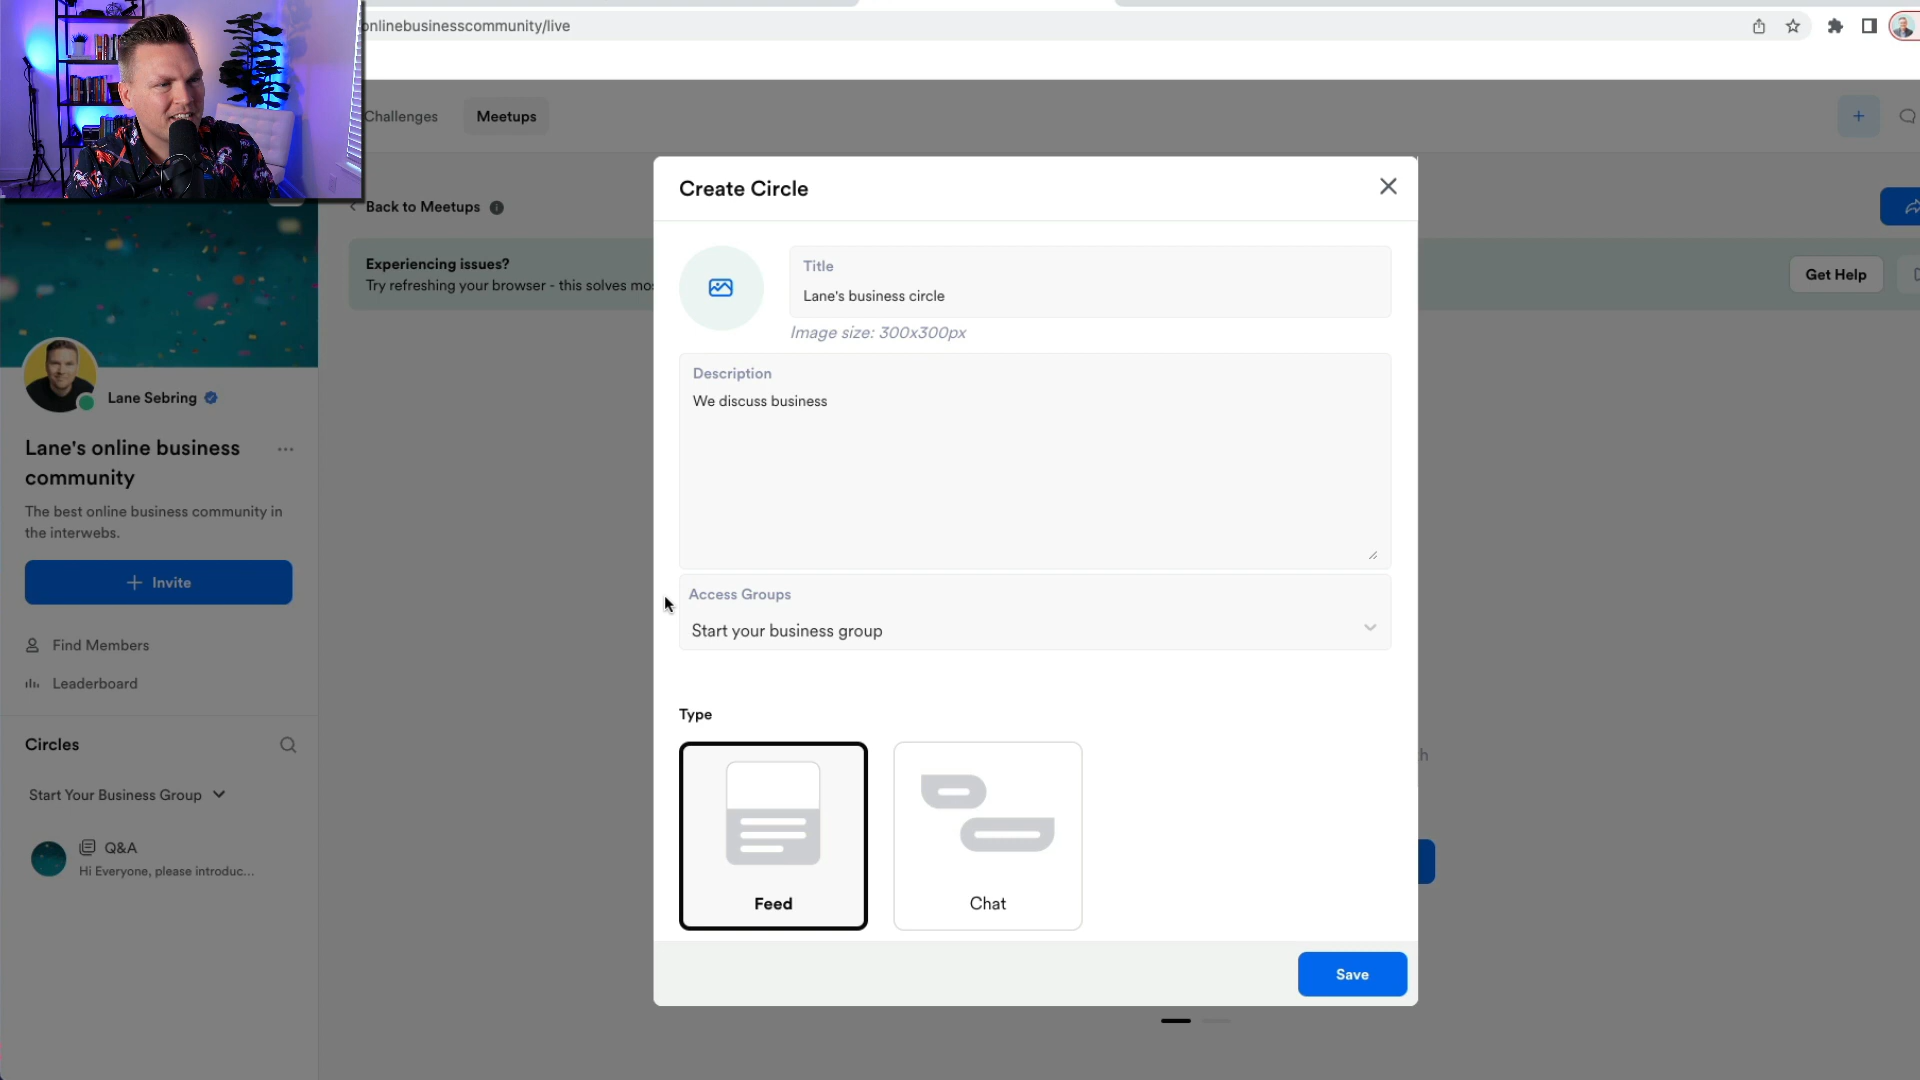 onlinebusinesscommunity/live
Challenges
Meetups
Back to Meetups
Experiencing issues?
Try refreshing your browser - this solves
Get Help
Lane Sebring
Lane's online business
community
The best online business community in
the interwebs.
Invite
Find Members
Leaderboard
Circles
Start Your Business Group
Q&A
Hi Everyone, please introduc...
Create Circle
Title
Lane's business circle
Image size: 300x300px
Description
We discuss business
Access Groups
Start your business group
Type
Feed
Chat
Save